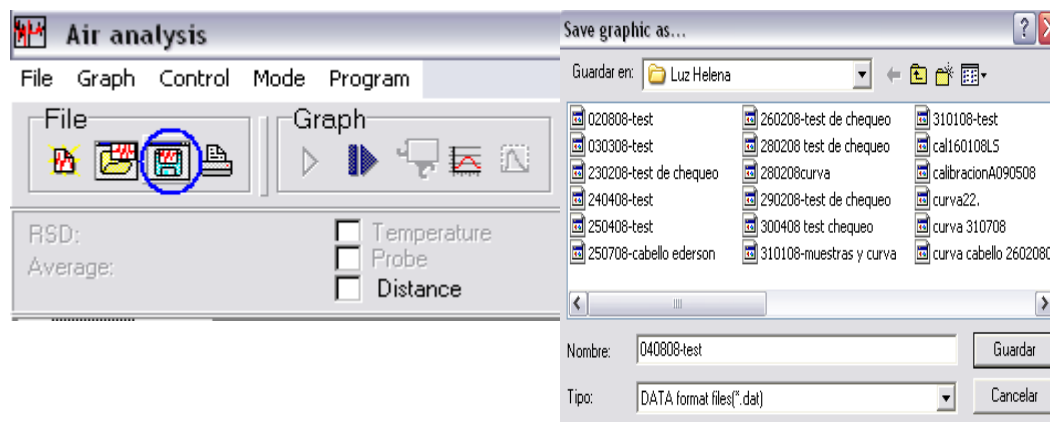 Air analysis
File Graph Control Mode Program
File
Graph
RSD:
Average:
Temperature
Probe
Distance
Save graphic as...
Guardar en: Luz Helena
020808-test
030308-test
230208-test de chequeo
240408-test
250408-test
250708-cabello ederson
260208-test de chequeo
280208 test de chequeo
280208curva
290208-test de chequeo
300408 test chequeo
310108-muestras y curva
310108-test
cal160108LS
calibracionA090508
curva22.
curva 310708
curva cabello 2602080
Nombre: 040808-test
Guardar
Tipo: DATA format files(*.dat)
Cancelar